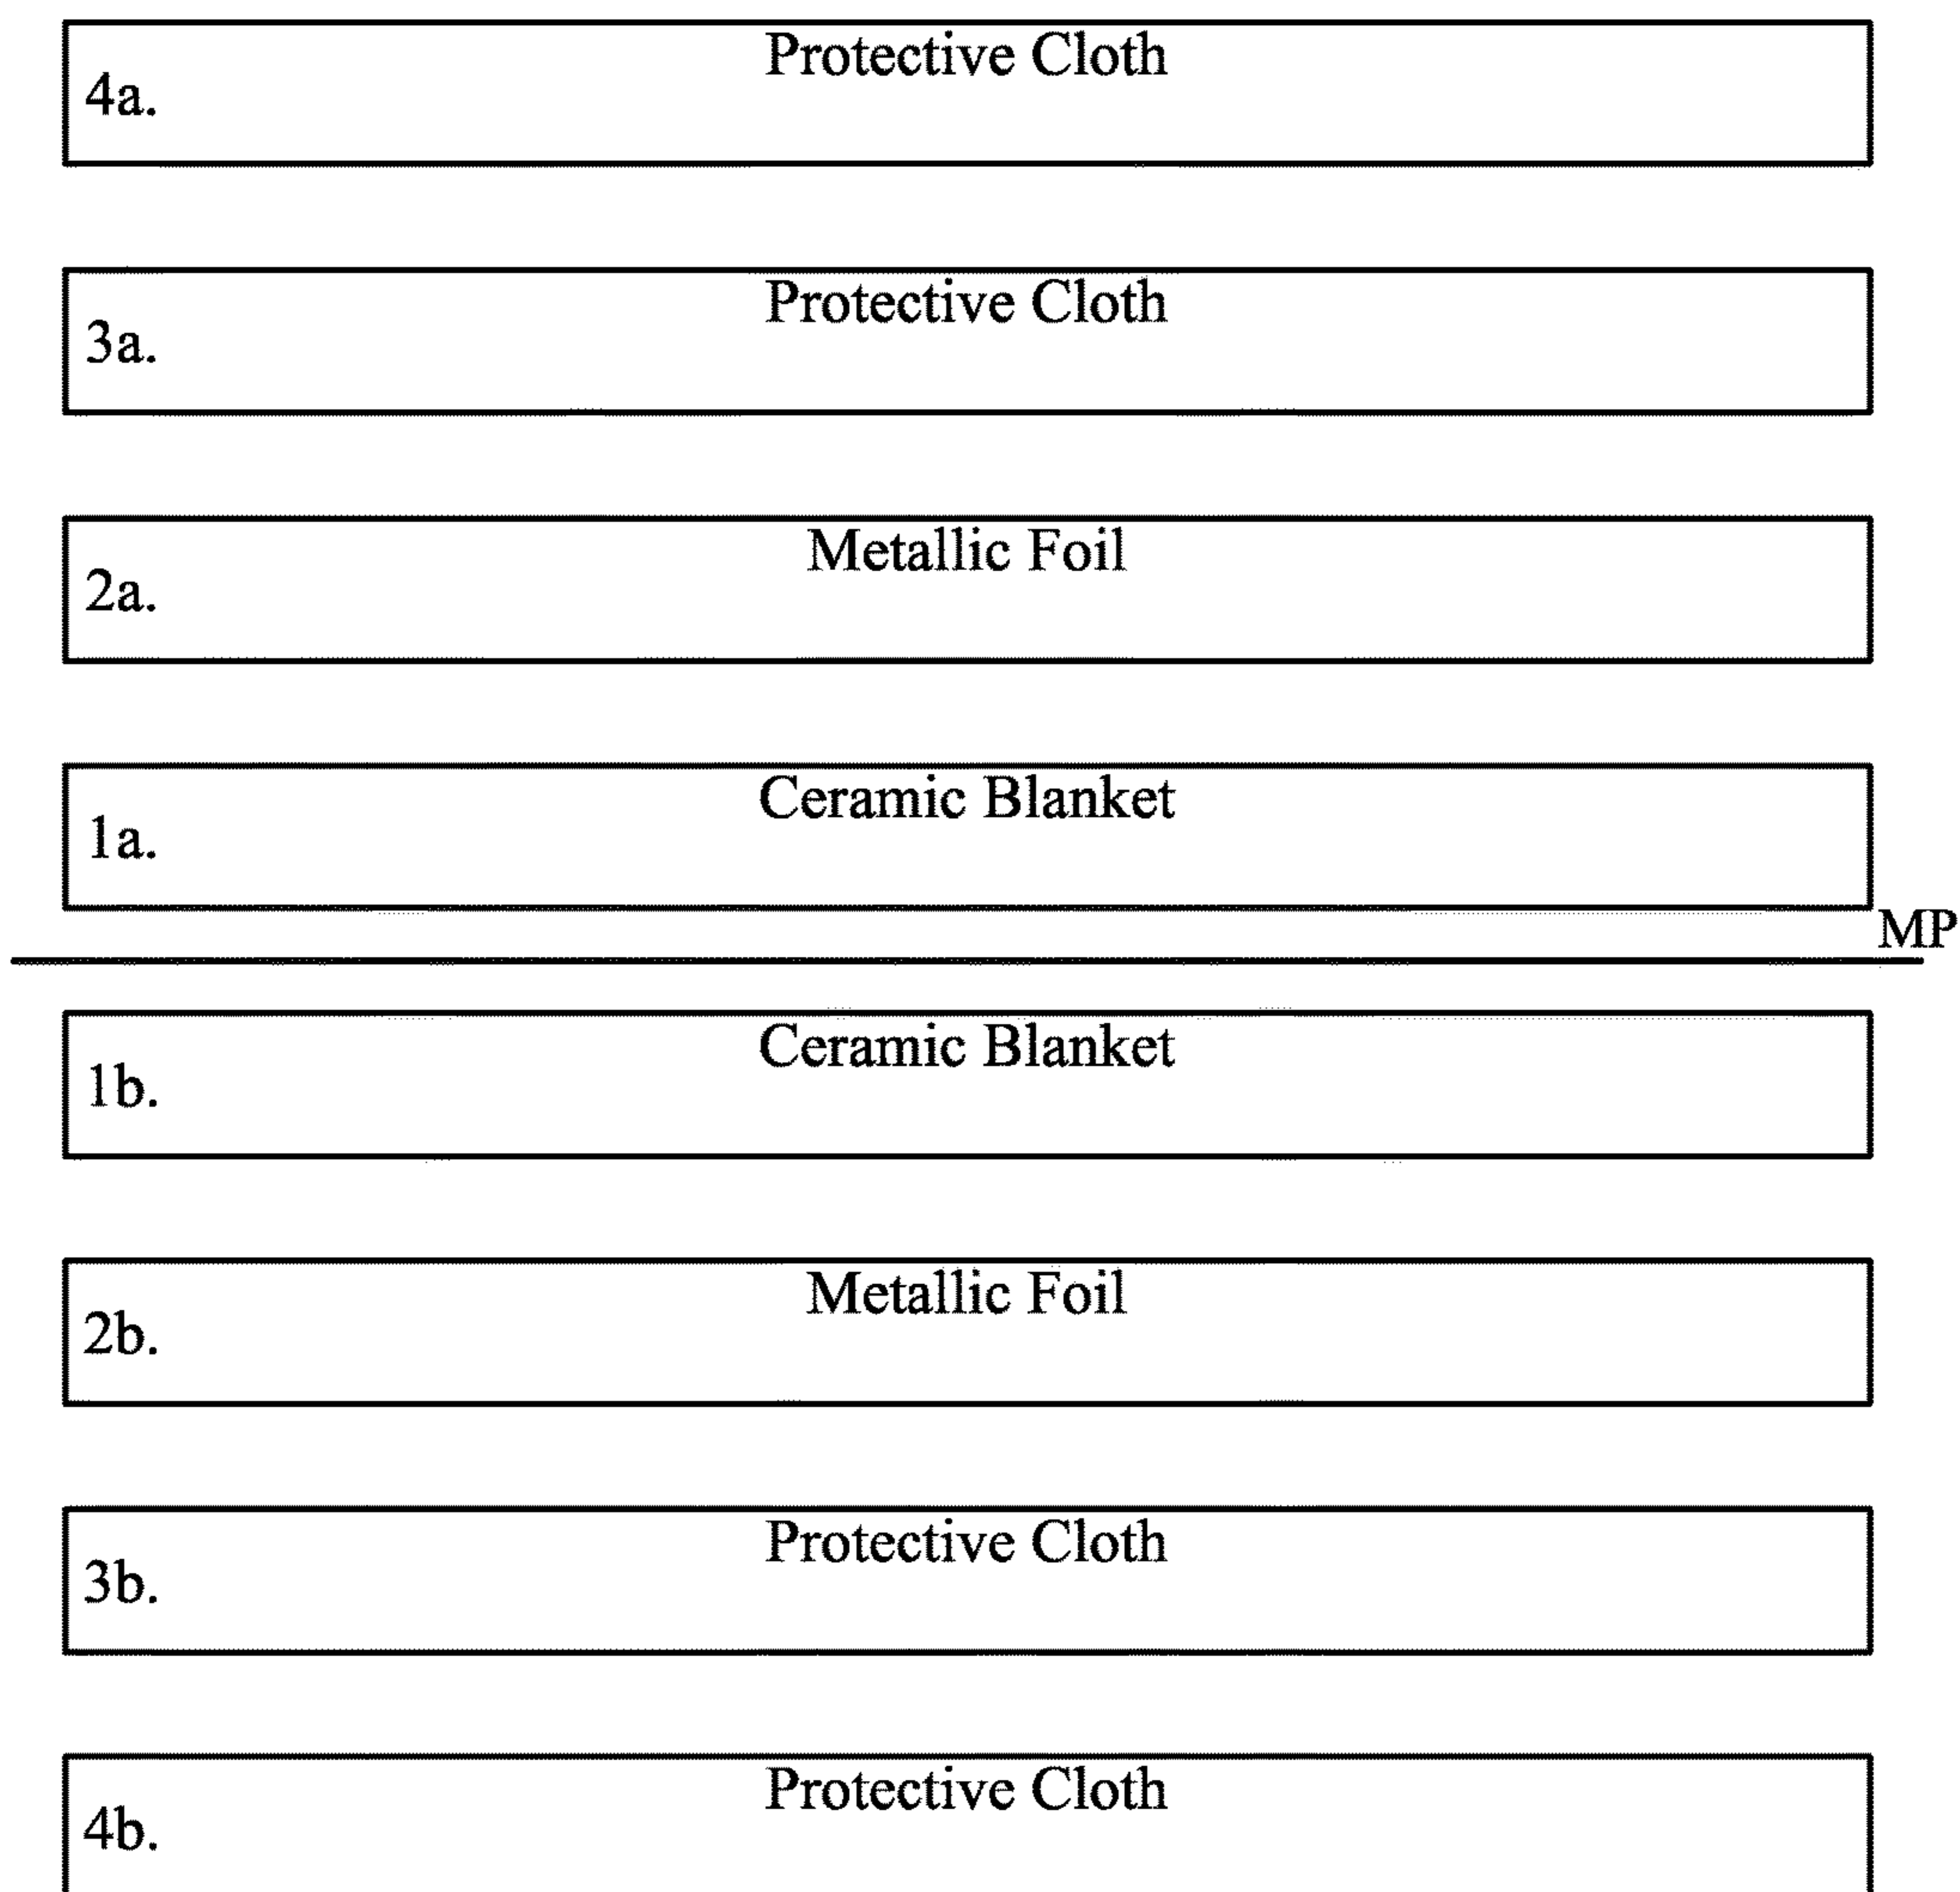 Protective Cloth
4a.
Protective Cloth
3a.
Metallic Foil
2a.
Ceramic Blanket
1a.
MP
Ceramic Blanket
1b.
Metallic Foil
2b.
Protective Cloth
3b.
Protective Cloth
4b.